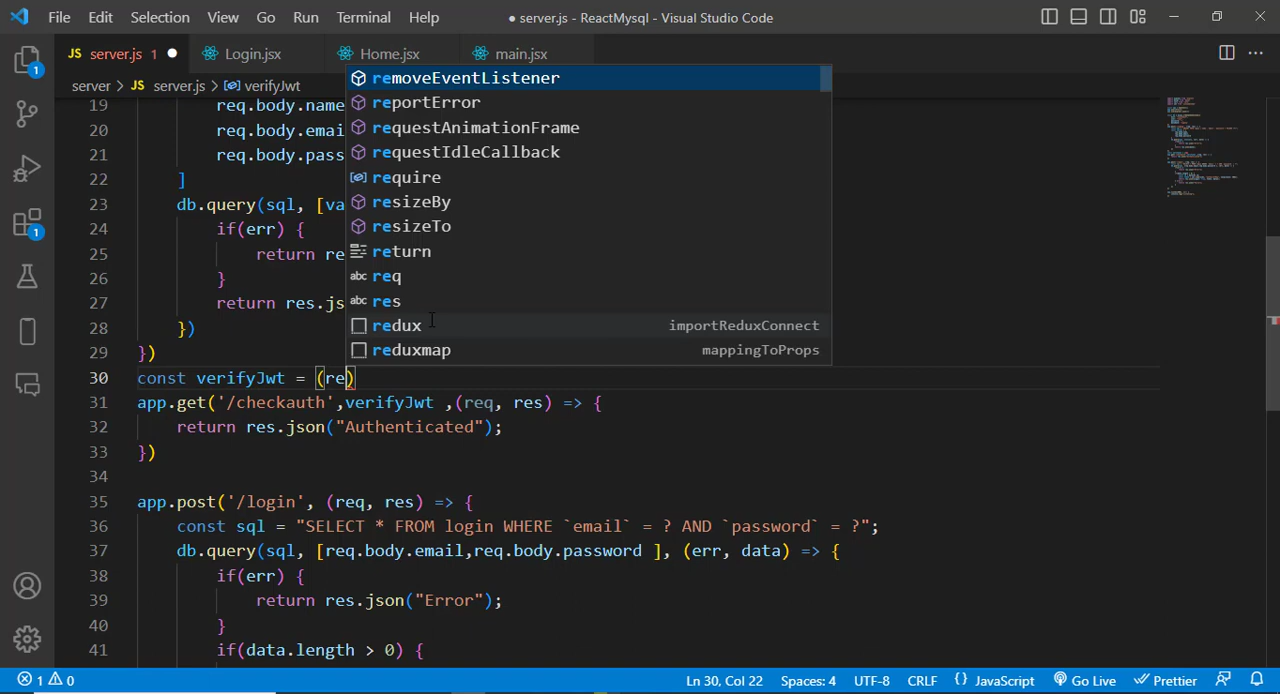 File Edit Selection View Go Run Terminal Help ● server.js - ReactMysql - Visual Studio Code
JS server.js 1 ● Login.jsx Home.jsx main.jsx
server > JS server.js > verifyJwt
19 req.body.name
20 req.body.emai
21 req.body.pass
22 ]
23 db.query(sql, [va
24 if(err) {
25 return re
26 }
27 return res.js
28 })
29 })
removeEventListener
reportError
requestAnimationFrame
requestIdleCallback
require
resizeBy
resizeTo
return
abc req
abc res
redux importReduxConnect
reduxmap mappingToProps
30 const verifyJwt = (re)
31 app.get('/checkauth',verifyJwt ,(req, res) => {
32 return res.json("Authenticated");
33 })
34
35 app.post('/login', (req, res) => {
36 const sql = "SELECT * FROM login WHERE `email` = ? AND `password` = ?";
37 db.query(sql, [req.body.email,req.body.password ], (err, data) => {
38 if(err) {
39 return res.json("Error");
40 }
41 if(data.length > 0) {
1
1
1 0 Ln 30, Col 22 Spaces: 4 UTF-8 CRLF {} JavaScript Go Live Prettier